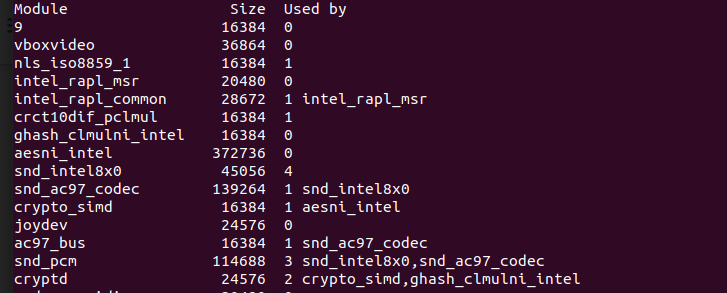 Module Size Used by
9 16384 0
vboxvideo 36864 0
nls_iso8859_1 16384 1
intel_rapl_msr 20480 0
intel_rapl_common 28672 1 intel_rapl_msr
crct10dif_pclmul 16384 1
ghash_clmulni_intel 16384 0
aesni_intel 372736 0
snd_intel8x0 45056 4
snd_ac97_codec 139264 1 snd_intel8x0
crypto_simd 16384 1 aesni_intel
joydev 24576 0
ac97_bus 16384 1 snd_ac97_codec
snd_pcm 114688 3 snd_intel8x0,snd_ac97_codec
cryptd 24576 2 crypto_simd,ghash_clmulni_intel